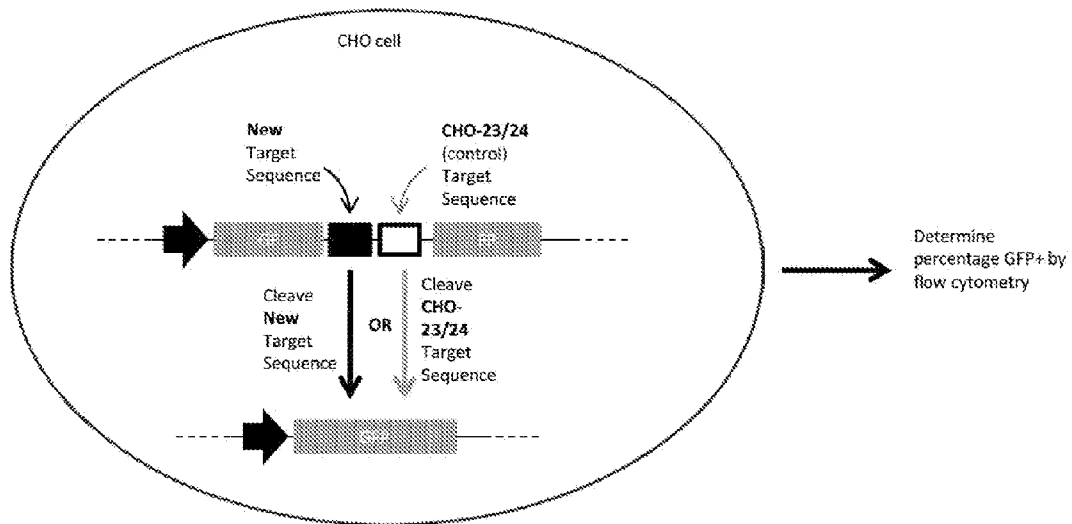 CHO cell
New
Target
Sequence
CHO-23/24
(control)
Target
Sequence
Cleave
New
Target
Sequence
OR
Cleave
CHO-
23/24
Target
Sequence
Determine
percentage GFP+ by
flow cytometry